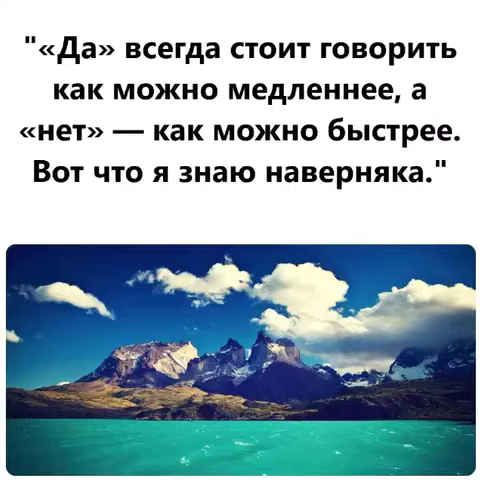 "«Да» всегда стоит говорить
как можно медленнее, а
«нет» — как можно быстрее.
Вот что я знаю наверняка."